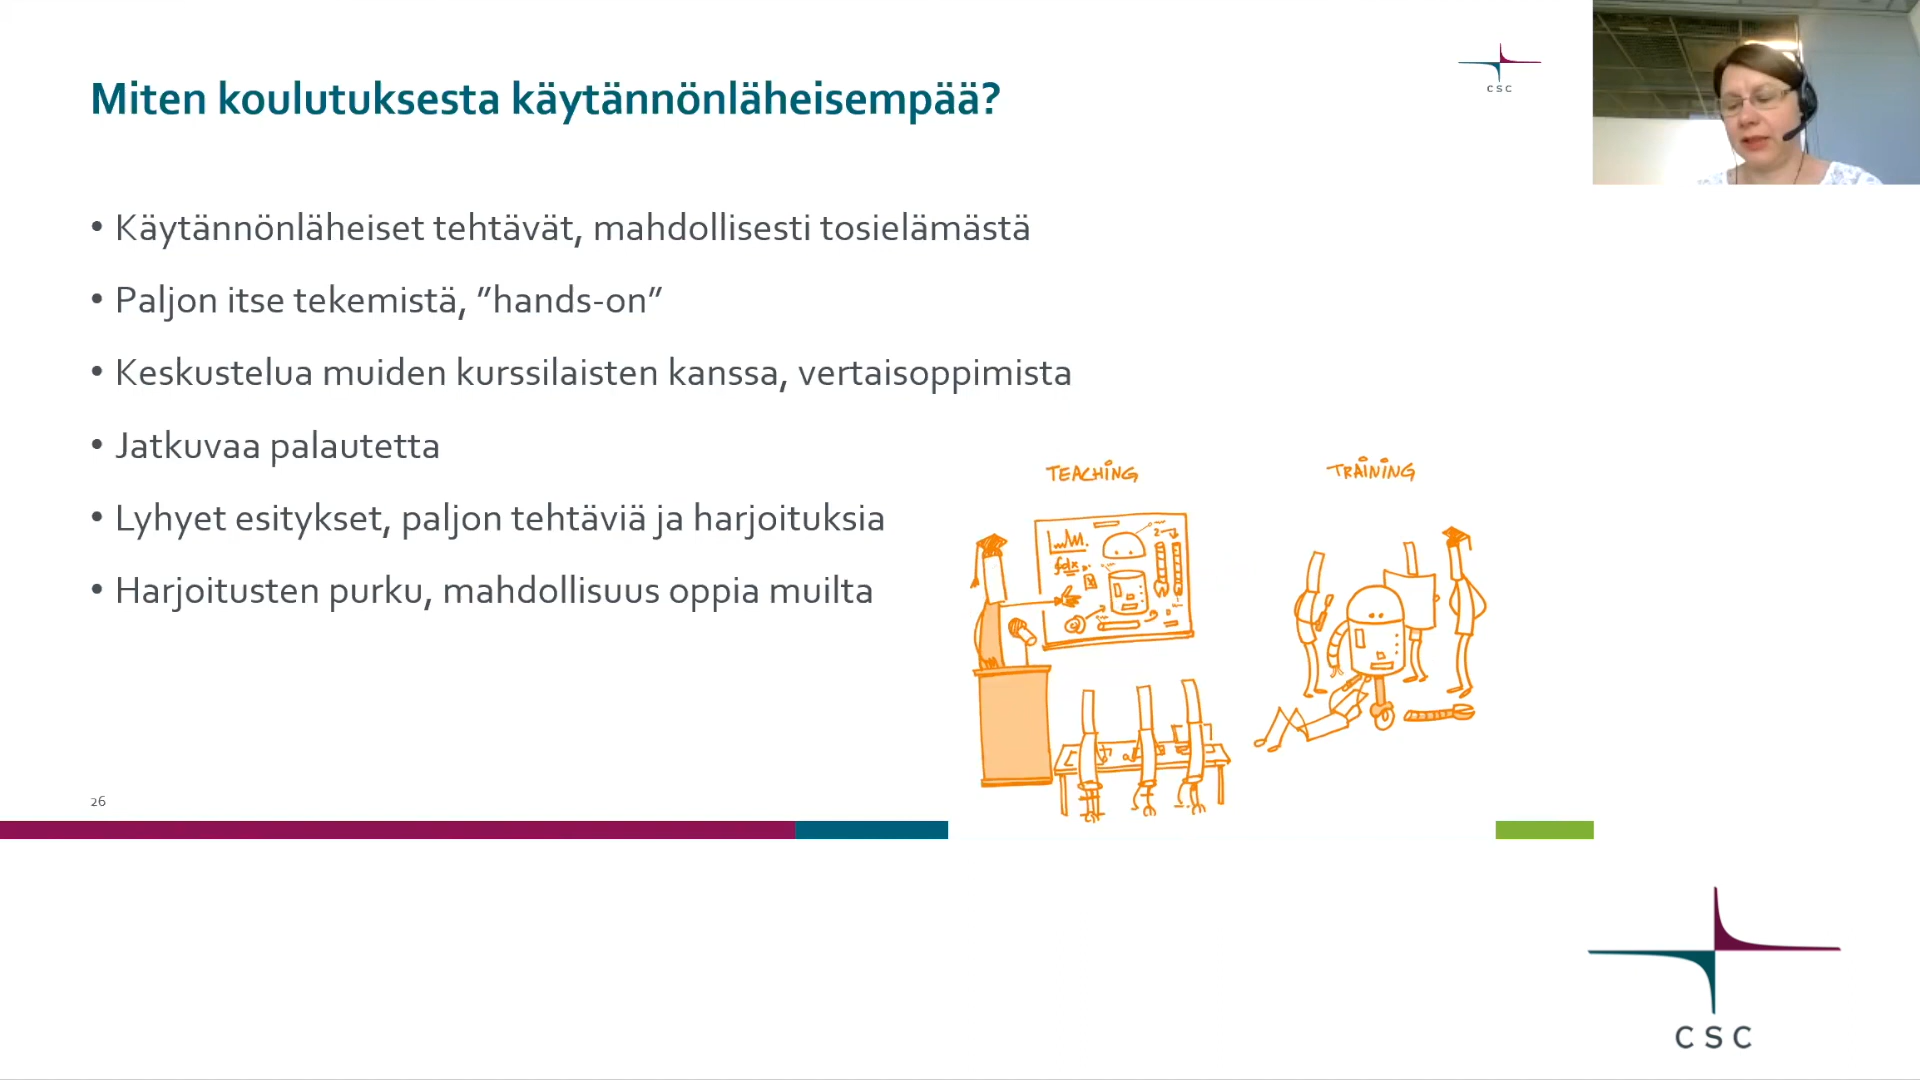 Miten koulutuksesta käytännönläheisempää?
CSC
• Käytännönläheiset tehtävät, mahdollisesti tosielämästä
• Paljon itse tekemistä, ”hands-on”
• Keskustelua muiden kurssilaisten kanssa, vertaisoppimista
• Jatkuvaa palautetta
• Lyhyet esitykset, paljon tehtäviä ja harjoituksia
• Harjoitusten purku, mahdollisuus oppia muilta
TEACHING
TRAINING
26
CSC